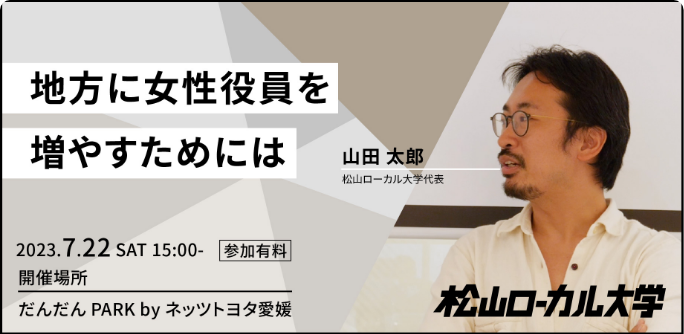 地方に女性役員を
増やすためには
山田 太郎
松山ローカル大学代表
2023.7.22 SAT 15:00- 参加有料
開催場所
だんだん PARK by ネッツトヨタ愛媛
松山ローカル大学